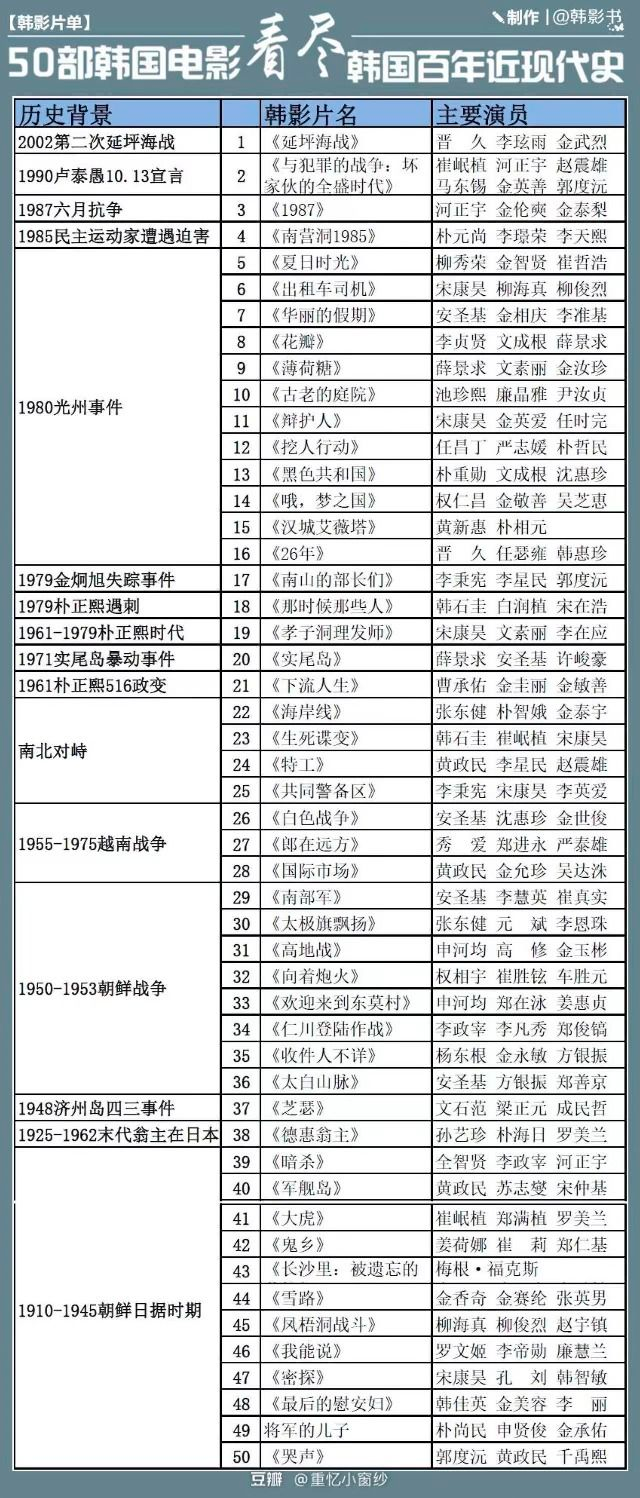 【韩影片单】
制作 | @韩影书
50部韩国电影看尽韩国百年近现代史
历史背景 韩影片名 主要演员
2002第二次延坪海战 1 《延坪海战》 晋 久 李玹雨 金武烈
1990卢泰愚10.13宣言 2 《与犯罪的战争：坏家伙的全盛时代》 崔岷植 河正宇 赵震雄 马东锡 金英善 郭度沅
1987六月抗争 3 《1987》 河正宇 金伦奭 金泰梨
1985民主运动家遭遇迫害 4 《南营洞1985》 朴元尚 李璟荣 李天熙
1980光州事件
5 《夏日时光》 柳秀荣 金智贤 崔哲浩
6 《出租车司机》 宋康昊 柳海真 柳俊烈
7 《华丽的假期》 安圣基 金相庆 李准基
8 《花瓣》 李贞贤 文成根 薛景求
9 《薄荷糖》 薛景求 文素丽 金汝珍
10 《古老的庭院》 池珍熙 廉晶雅 尹汝贞
11 《辩护人》 宋康昊 金英爱 任时完
12 《挖人行动》 任昌丁 严志媛 朴哲民
13 《黑色共和国》 朴重勋 文成根 沈惠珍
14 《哦，梦之国》 权仁昌 金敬善 吴芝恵
15 《汉城艾薇塔》 黄新惠 朴相元
16 《26年》 晋 久 任瑟雍 韩惠珍
1979金炯旭失踪事件 17 《南山的部长们》 李秉宪 李星民 郭度沅
1979朴正熙遇刺 18 《那时候那些人》 韩石圭 白润植 宋在浩
1961-1979朴正熙时代 19 《孝子洞理发师》 宋康昊 文素丽 李在应
1971实尾岛暴动事件 20 《实尾岛》 薛景求 安圣基 许峻豪
1961朴正熙516政变 21 《下流人生》 曹承佑 金圭丽 金敏善
南北对峙
22 《海岸线》 张东健 朴智娥 金泰宇
23 《生死谍变》 韩石圭 崔岷植 宋康昊
24 《特工》 黄政民 李星民 赵震雄
25 《共同警备区》 李秉宪 宋康昊 李英爱
1955-1975越南战争
26 《白色战争》 安圣基 沈惠珍 金世俊
27 《郎在远方》 秀 爱 郑进永 严泰雄
28 《国际市场》 黄政民 金允珍 吴达洙
1950-1953朝鲜战争
29 《南部军》 安圣基 李慧英 崔真实
30 《太极旗飘扬》 张东健 元 斌 李恩珠
31 《高地战》 申河均 高 修 金玉彬
32 《向着炮火》 权相宇 崔胜铉 车胜元
33 《欢迎来到东莫村》 申河均 郑在泳 姜惠贞
34 《仁川登陆作战》 李政宰 李凡秀 郑俊镐
35 《收件人不详》 杨东根 金永敏 方银振
36 《太白山脉》 安圣基 方银振 郑善京
1948济州岛四三事件 37 《芝瑟》 文石范 梁正元 成民哲
1925-1962末代翁主在日本 38 《德惠翁主》 孙艺珍 朴海日 罗美兰
1910-1945朝鲜日据时期
39 《暗杀》 全智贤 李政宰 河正宇
40 《军舰岛》 黄政民 苏志燮 宋仲基
41 《大虎》 崔岷植 郑满植 罗美兰
42 《鬼乡》 姜荷娜 崔 莉 郑仁基
43 《长沙里：被遗忘的 梅根·福克斯
44 《雪路》 金香奇 金赛纶 张英男
45 《凤梧洞战斗》 柳海真 柳俊烈 赵宇镇
46 《我能说》 罗文姬 李帝勋 廉慧兰
47 《密探》 宋康昊 孔 刘 韩智敏
48 《最后的慰安妇》 韩佳英 金美容 李 丽
49 将军的儿子 朴尚民 申贤俊 金承佑
50 《哭声》 郭度沅 黄政民 千禹熙
豆瓣 @重忆小窗纱